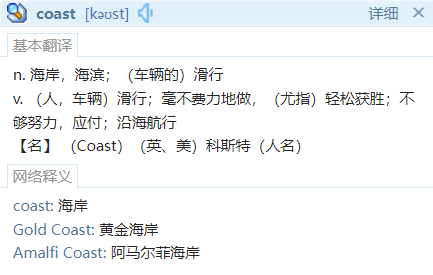 coast [kəʊst] 详细
基本翻译
n. 海岸，海滨；（车辆的）滑行
v. （人，车辆）滑行；毫不费力地做，（尤指）轻松获胜；不
够努力，应付；沿海航行
【名】 （Coast）（英、美）科斯特（人名）
网络释义
coast: 海岸
Gold Coast: 黄金海岸
Amalfi Coast: 阿马尔菲海岸